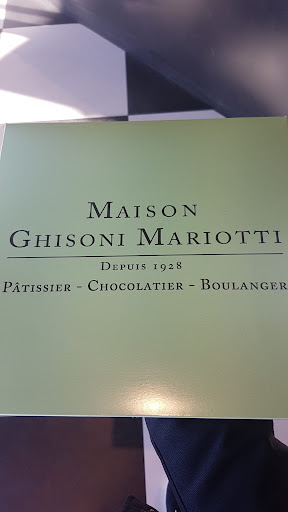 MAISON
GHISONI MARIOTTI
DEPUIS 1928
PÂTISSIER - CHOCOLATIER - BOULANGER